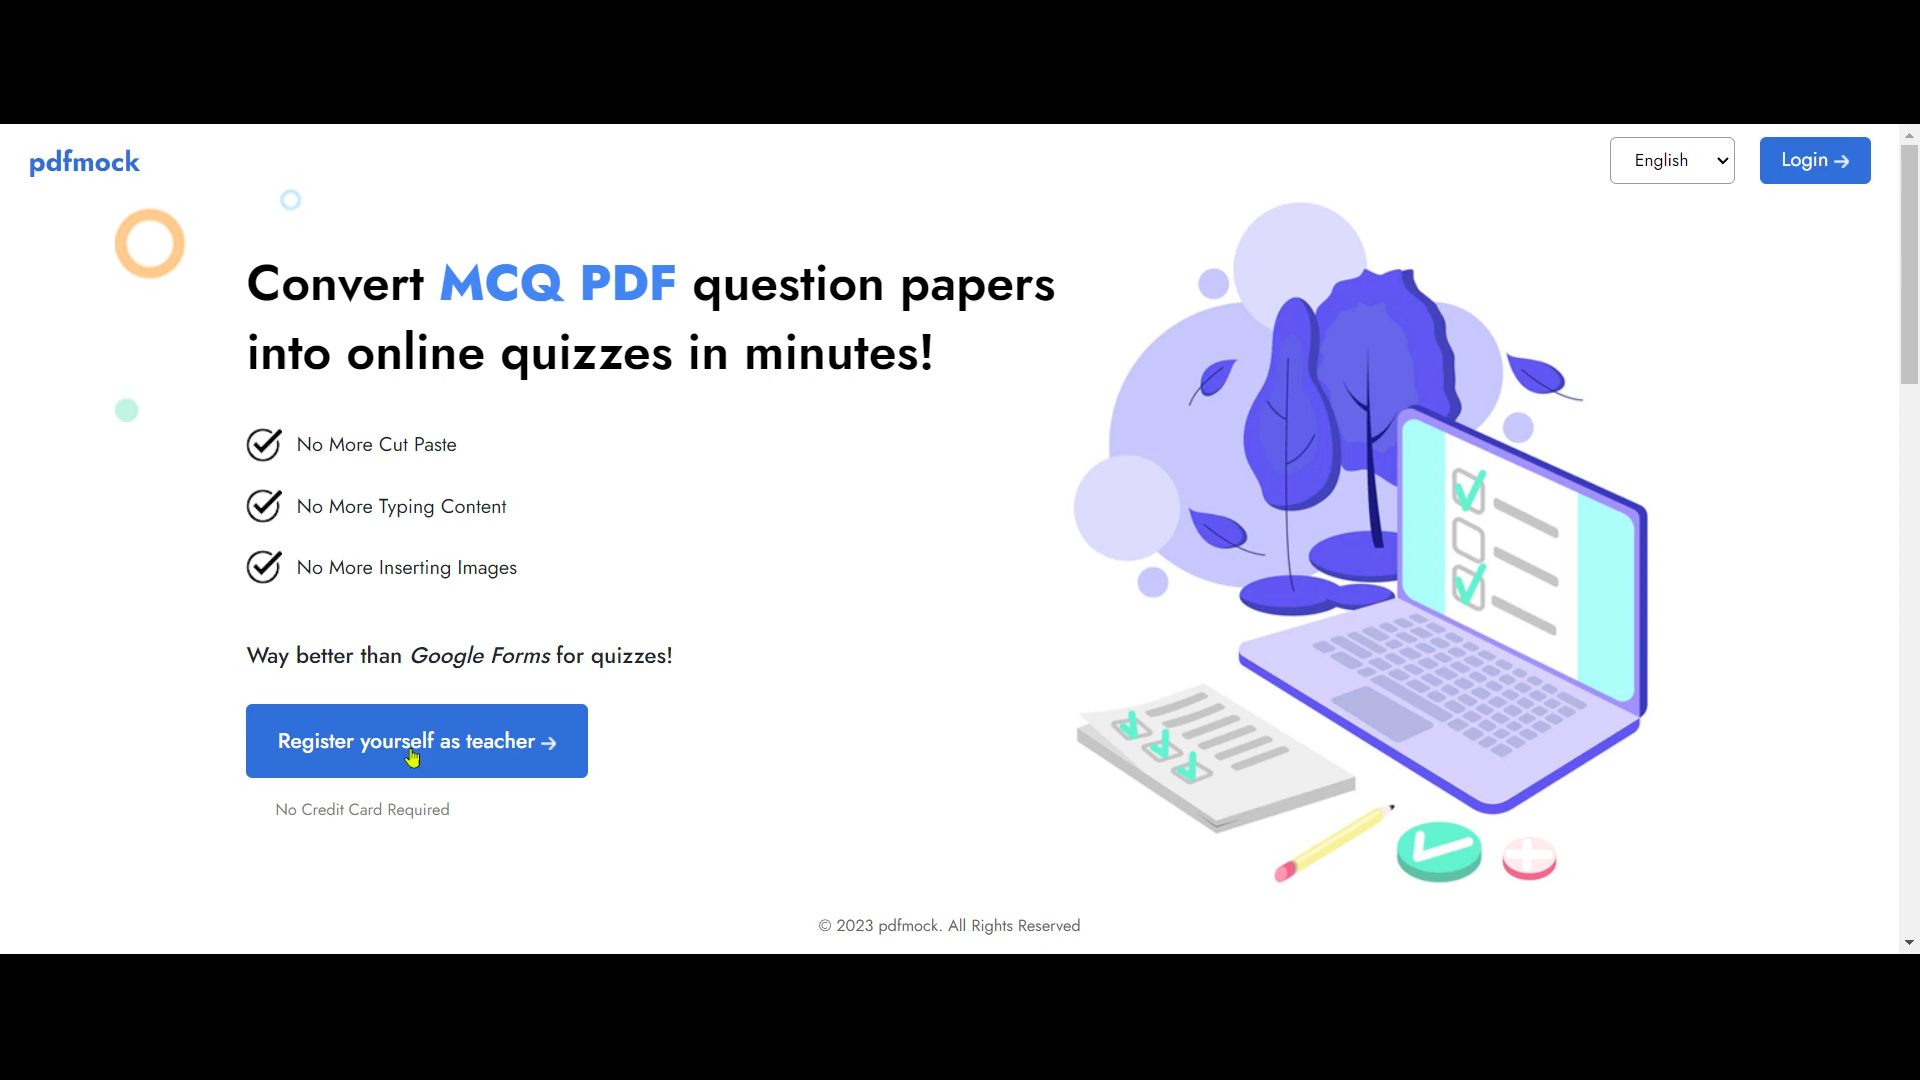 pdfmock
English
Login →
Convert MCQ PDF question papers
into online quizzes in minutes!
No More Cut Paste
No More Typing Content
No More Inserting Images
Way better than Google Forms for quizzes!
Register yourself as teacher →
No Credit Card Required
© 2023 pdfmock. All Rights Reserved